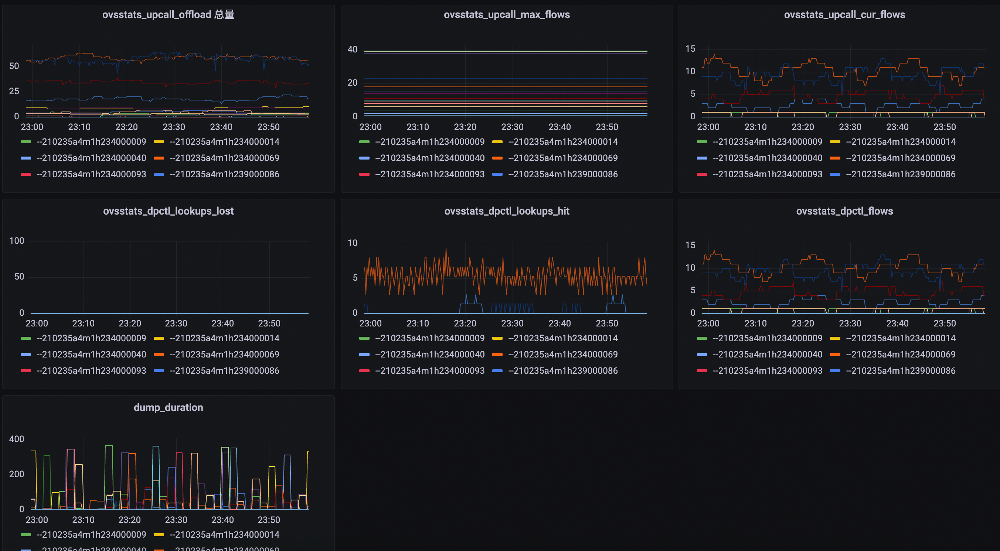 ovsstats_upcall_offload 总量
50
25
0
23:00 23:10 23:20 23:30 23:40 23:50
--210235a4m1h234000009 --210235a4m1h234000014
--210235a4m1h234000040 --210235a4m1h234000069
--210235a4m1h234000093 --210235a4m1h239000086
ovsstats_upcall_max_flows
40
20
0
23:00 23:10 23:20 23:30 23:40 23:50
--210235a4m1h234000009 --210235a4m1h234000014
--210235a4m1h234000040 --210235a4m1h234000069
--210235a4m1h234000093 --210235a4m1h239000086
ovsstats_upcall_cur_flows
15
10
5
0
23:00 23:10 23:20 23:30 23:40 23:50
--210235a4m1h234000009 --210235a4m1h234000014
--210235a4m1h234000040 --210235a4m1h234000069
--210235a4m1h234000093 --210235a4m1h239000086
ovsstats_dpctl_lookups_lost
100
50
0
23:00 23:10 23:20 23:30 23:40 23:50
--210235a4m1h234000009 --210235a4m1h234000014
--210235a4m1h234000040 --210235a4m1h234000069
--210235a4m1h234000093 --210235a4m1h239000086
ovsstats_dpctl_lookups_hit
10
5
0
23:00 23:10 23:20 23:30 23:40 23:50
--210235a4m1h234000009 --210235a4m1h234000014
--210235a4m1h234000040 --210235a4m1h234000069
--210235a4m1h234000093 --210235a4m1h239000086
ovsstats_dpctl_flows
15
10
5
0
23:00 23:10 23:20 23:30 23:40 23:50
--210235a4m1h234000009 --210235a4m1h234000014
--210235a4m1h234000040 --210235a4m1h234000069
--210235a4m1h234000093 --210235a4m1h239000086
dump_duration
400
200
0
23:00 23:10 23:20 23:30 23:40 23:50
--210235a4m1h234000009 --210235a4m1h234000014
--210235a4m1h234000040 --210235a4m1h234000069